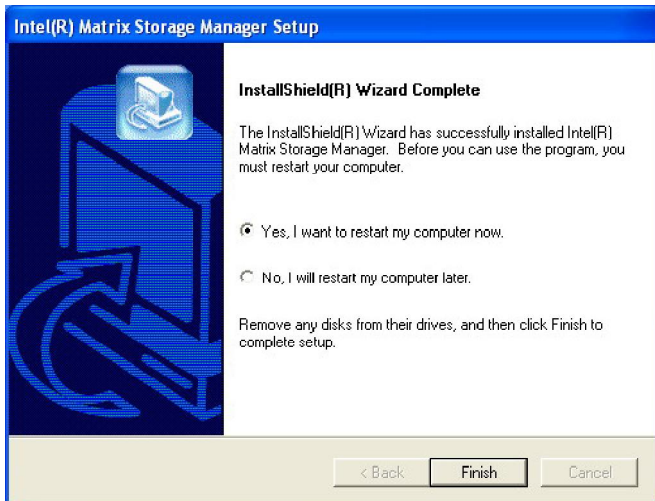 Intel(R) Matrix Storage Manager Setup
InstallShield(R) Wizard Complete
The InstallShield(R) Wizard has successfully installed Intel(R)
Matrix Storage Manager. Before you can use the program, you
must restart your computer.
Yes, I want to restart my computer now.
No, I will restart my computer later.
Remove any disks from their drives, and then click Finish to
complete setup.
< Back Finish Cancel